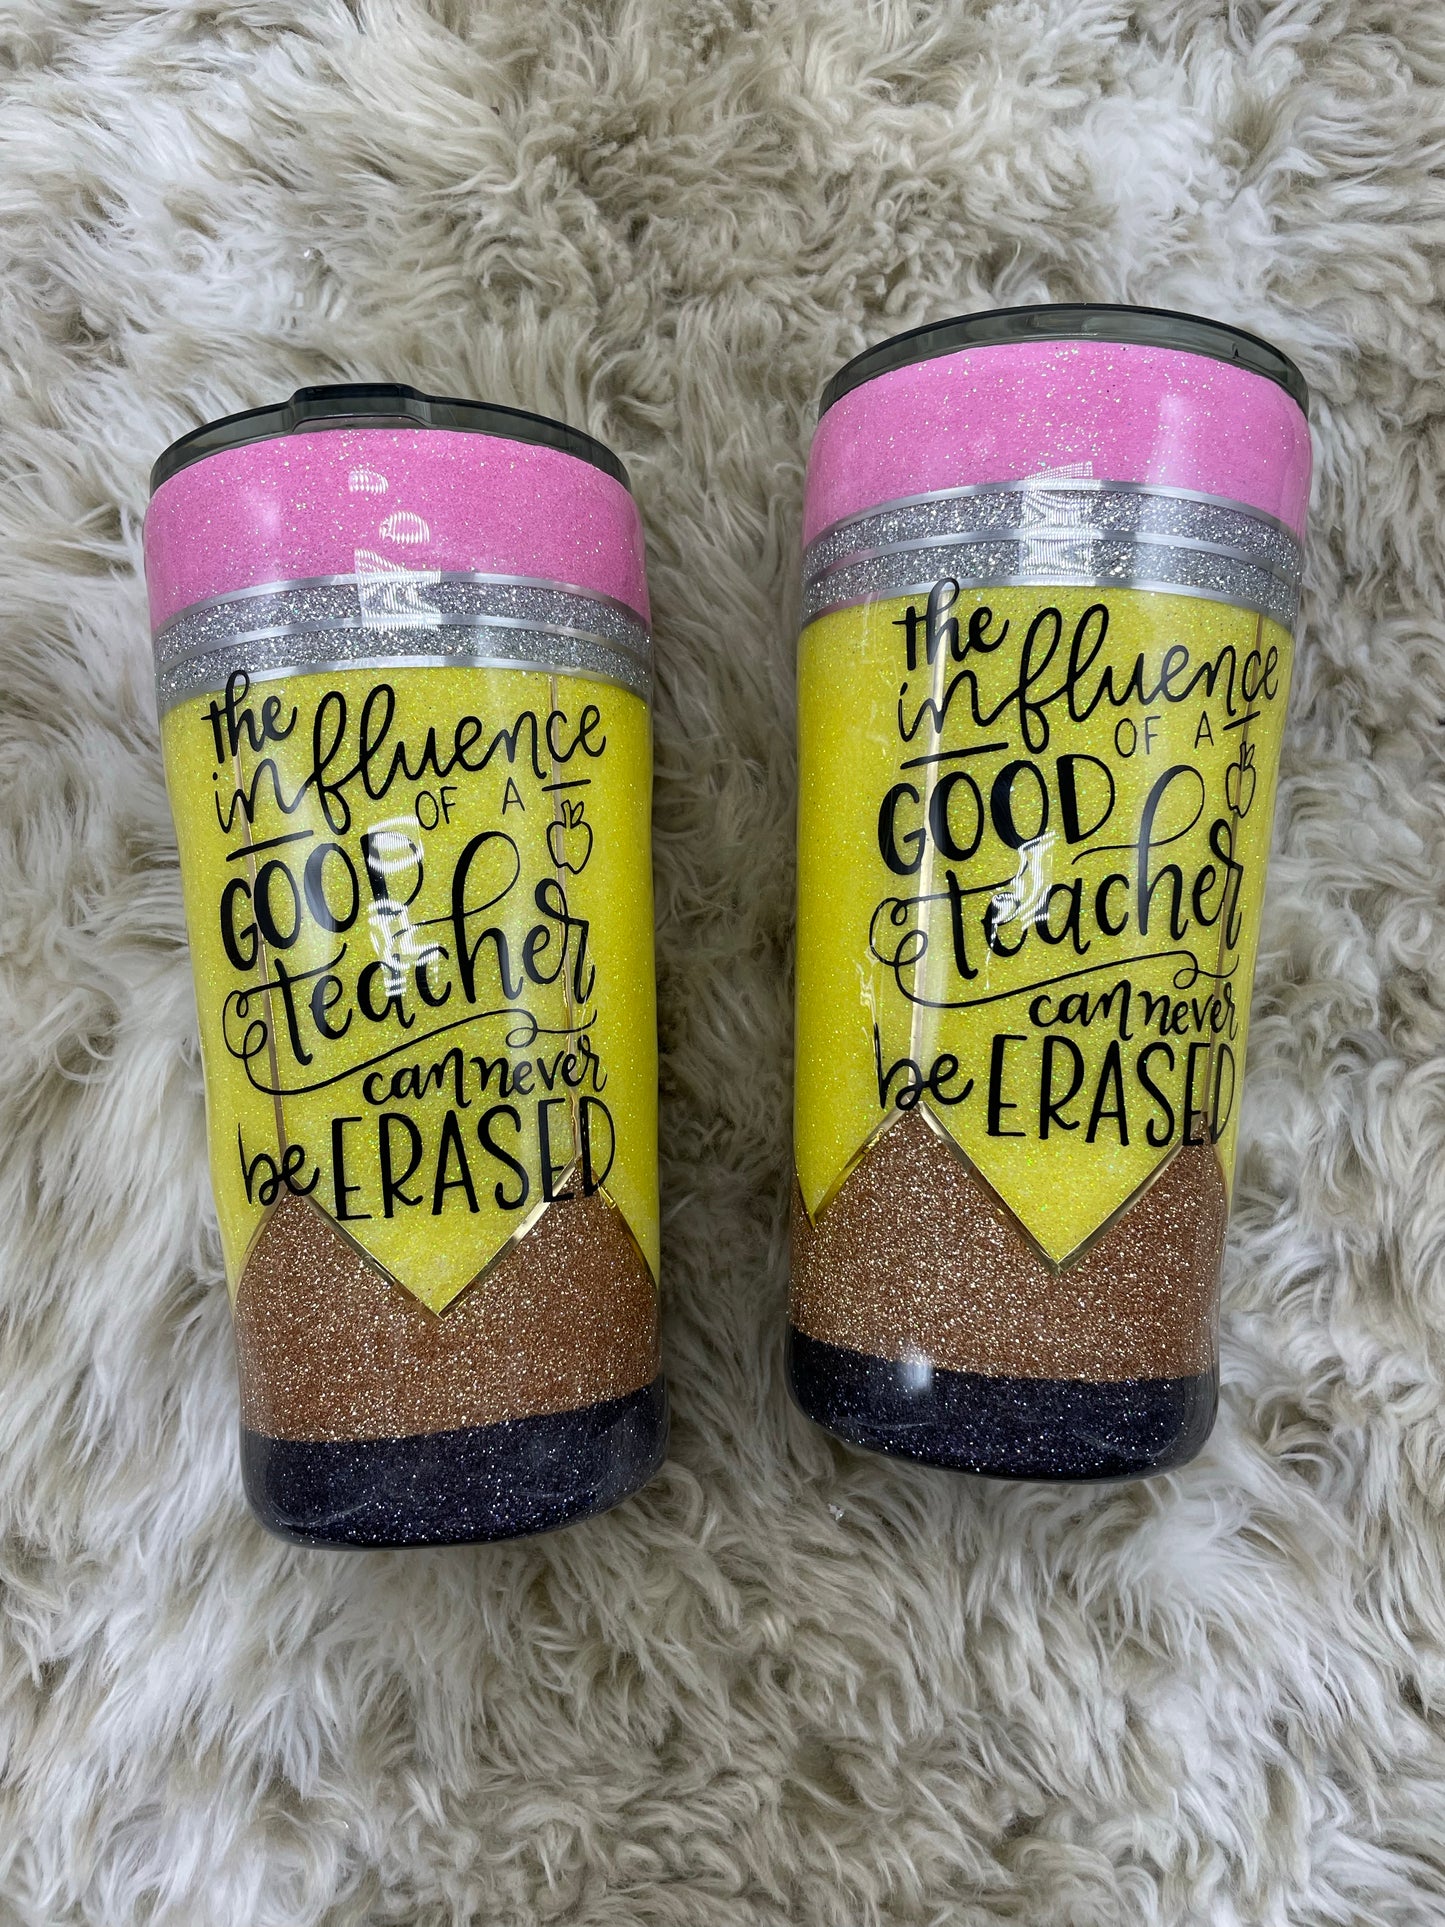 the
influence
OF A
GOOD
teacher
can never
be ERASED
the
influence
OF A
GOOD
teacher
can never
be ERASED